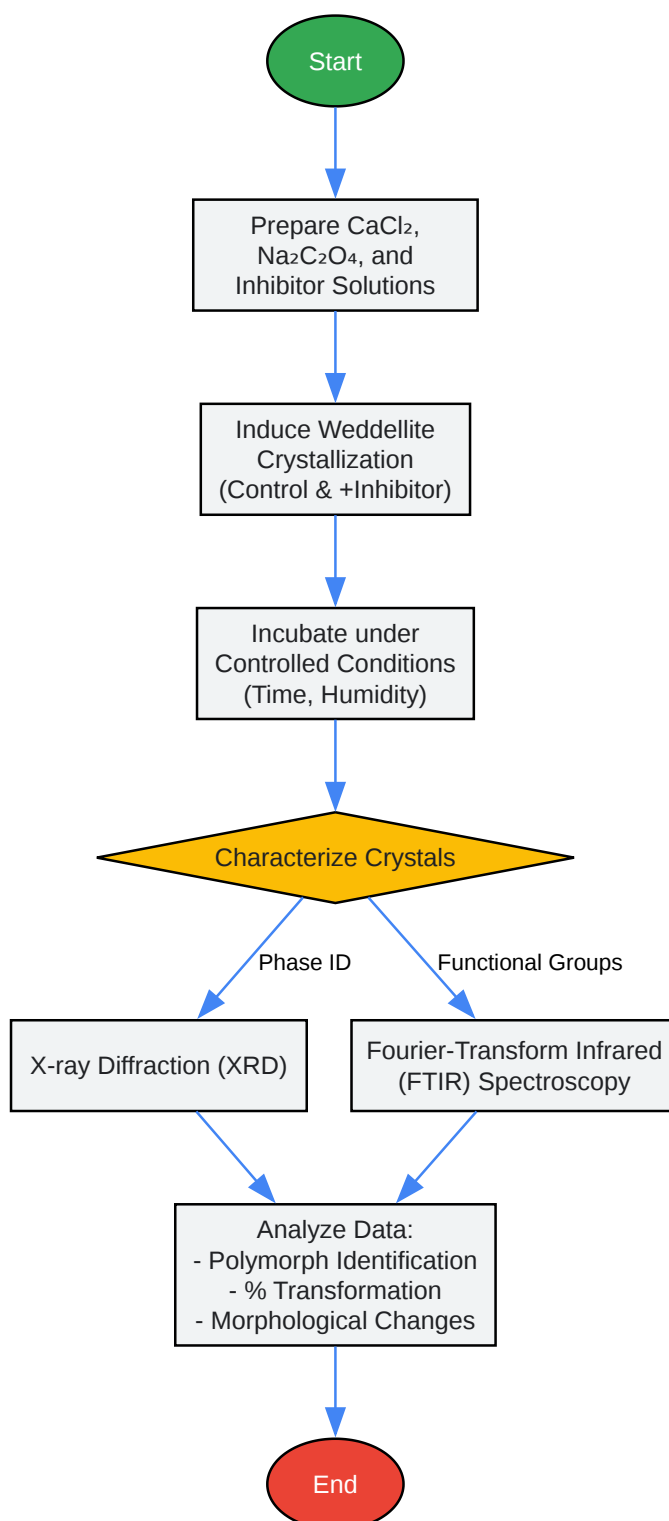 Start
Prepare CaCl₂,
Na₂C₂O₄, and
Inhibitor Solutions
Induce Weddellite
Crystallization
(Control & +Inhibitor)
Incubate under
Controlled Conditions
(Time, Humidity)
Characterize Crystals
Phase ID
Functional Groups
X-ray Diffraction (XRD)
Fourier-Transform Infrared
(FTIR) Spectroscopy
Analyze Data:
- Polymorph Identification
- % Transformation
- Morphological Changes
End